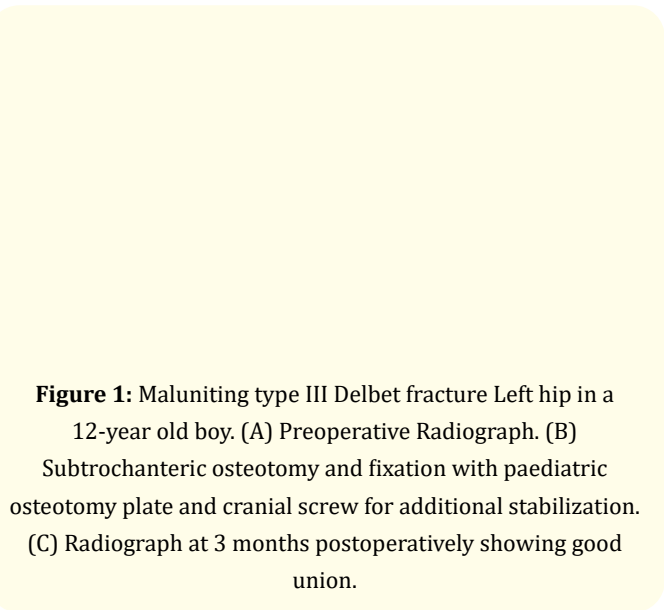 Figure 1: Maluniting type III Delbet fracture Left hip in a
12-year old boy. (A) Preoperative Radiograph. (B)
Subtrochanteric osteotomy and fixation with paediatric
osteotomy plate and cranial screw for additional stabilization.
(C) Radiograph at 3 months postoperatively showing good
union.